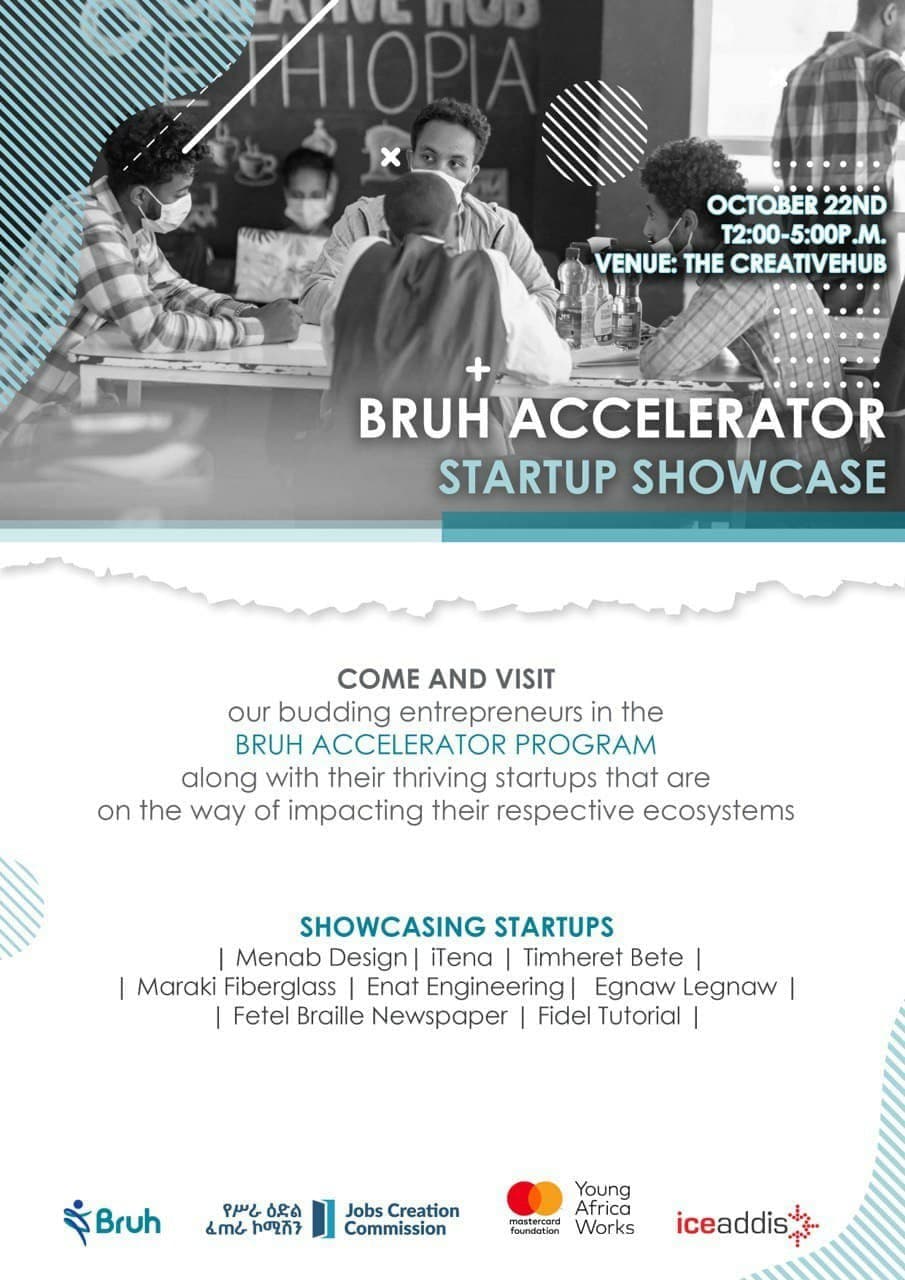 CREATIVE HUB
ETHIOPIA
OCTOBER 22ND
T2:00-5:00P.M.
VENUE: THE CREATIVEHUB
BRUH ACCELERATOR
STARTUP SHOWCASE
COME AND VISIT
our budding entrepreneurs in the
BRUH ACCELERATOR PROGRAM
along with their thriving startups that are
on the way of impacting their respective ecosystems
SHOWCASING STARTUPS
| Menab Design | iTena | Timheret Bete |
| Maraki Fiberglass | Enat Engineering | Egnaw Legnaw |
| Fetel Braille Newspaper | Fidel Tutorial |
Bruh
የሥራ ዕድል
ፈጠራ ኮሚሽን
Jobs Creation
Commission
mastercard
foundation
Young
Africa
Works
iceaddis